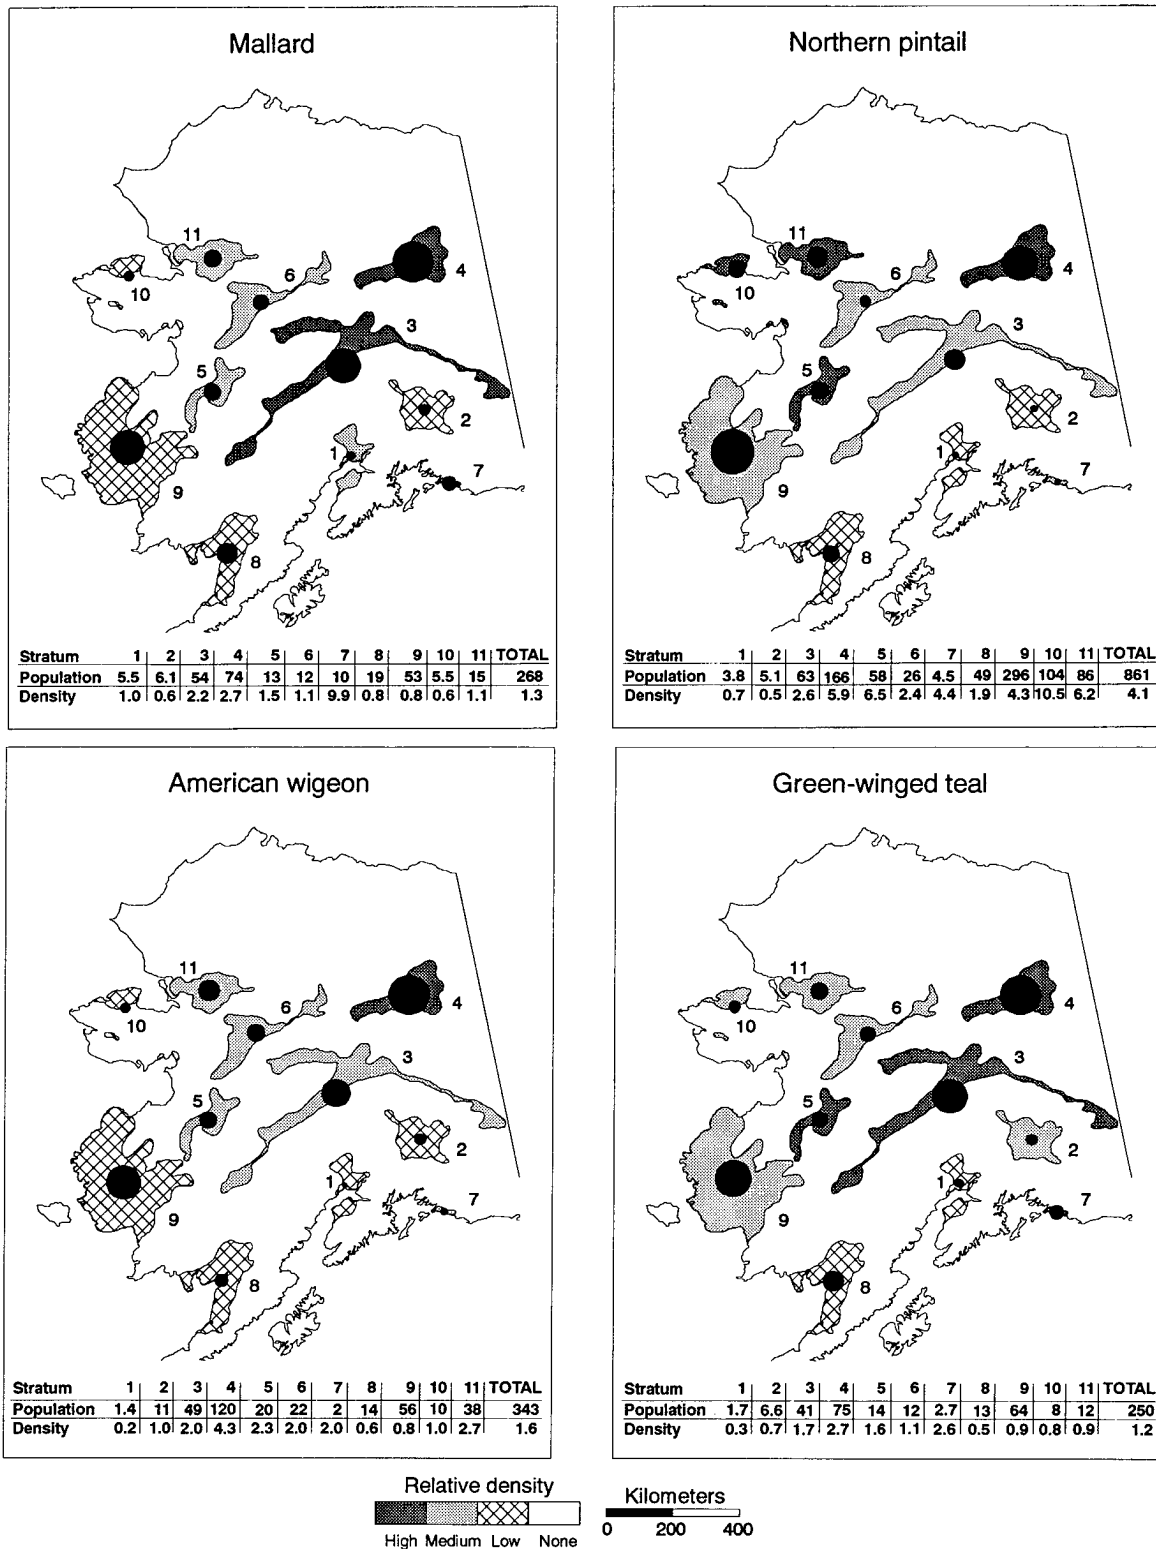 Mallard
11
10
6
4
3
5
2
1
7
9
8
Stratum 1 2 3 4 5 6 7 8 9 10 11 TOTAL
Population 5.5 6.1 54 74 13 12 10 19 53 5.5 15 268
Density 1.0 0.6 2.2 2.7 1.5 1.1 9.9 0.8 0.8 0.6 1.1 1.3
Northern pintail
11
10
6
4
3
5
2
1
7
9
8
Stratum 1 2 3 4 5 6 7 8 9 10 11 TOTAL
Population 3.8 5.1 63 166 58 26 4.5 49 296 104 86 861
Density 0.7 0.5 2.6 5.9 6.5 2.4 4.4 1.9 4.3 10.5 6.2 4.1
American wigeon
11
10
6
4
3
5
2
1
7
9
8
Stratum 1 2 3 4 5 6 7 8 9 10 11 TOTAL
Population 1.4 11 49 120 20 22 2 14 56 10 38 343
Density 0.2 1.0 2.0 4.3 2.3 2.0 2.0 0.6 0.8 1.0 2.7 1.6
Green-winged teal
11
10
6
4
3
5
2
1
7
9
8
Stratum 1 2 3 4 5 6 7 8 9 10 11 TOTAL
Population 1.7 6.6 41 75 14 12 2.7 13 64 8 12 250
Density 0.3 0.7 1.7 2.7 1.6 1.1 2.6 0.5 0.9 0.8 0.9 1.2
Relative density
High Medium Low None
Kilometers
0 200 400